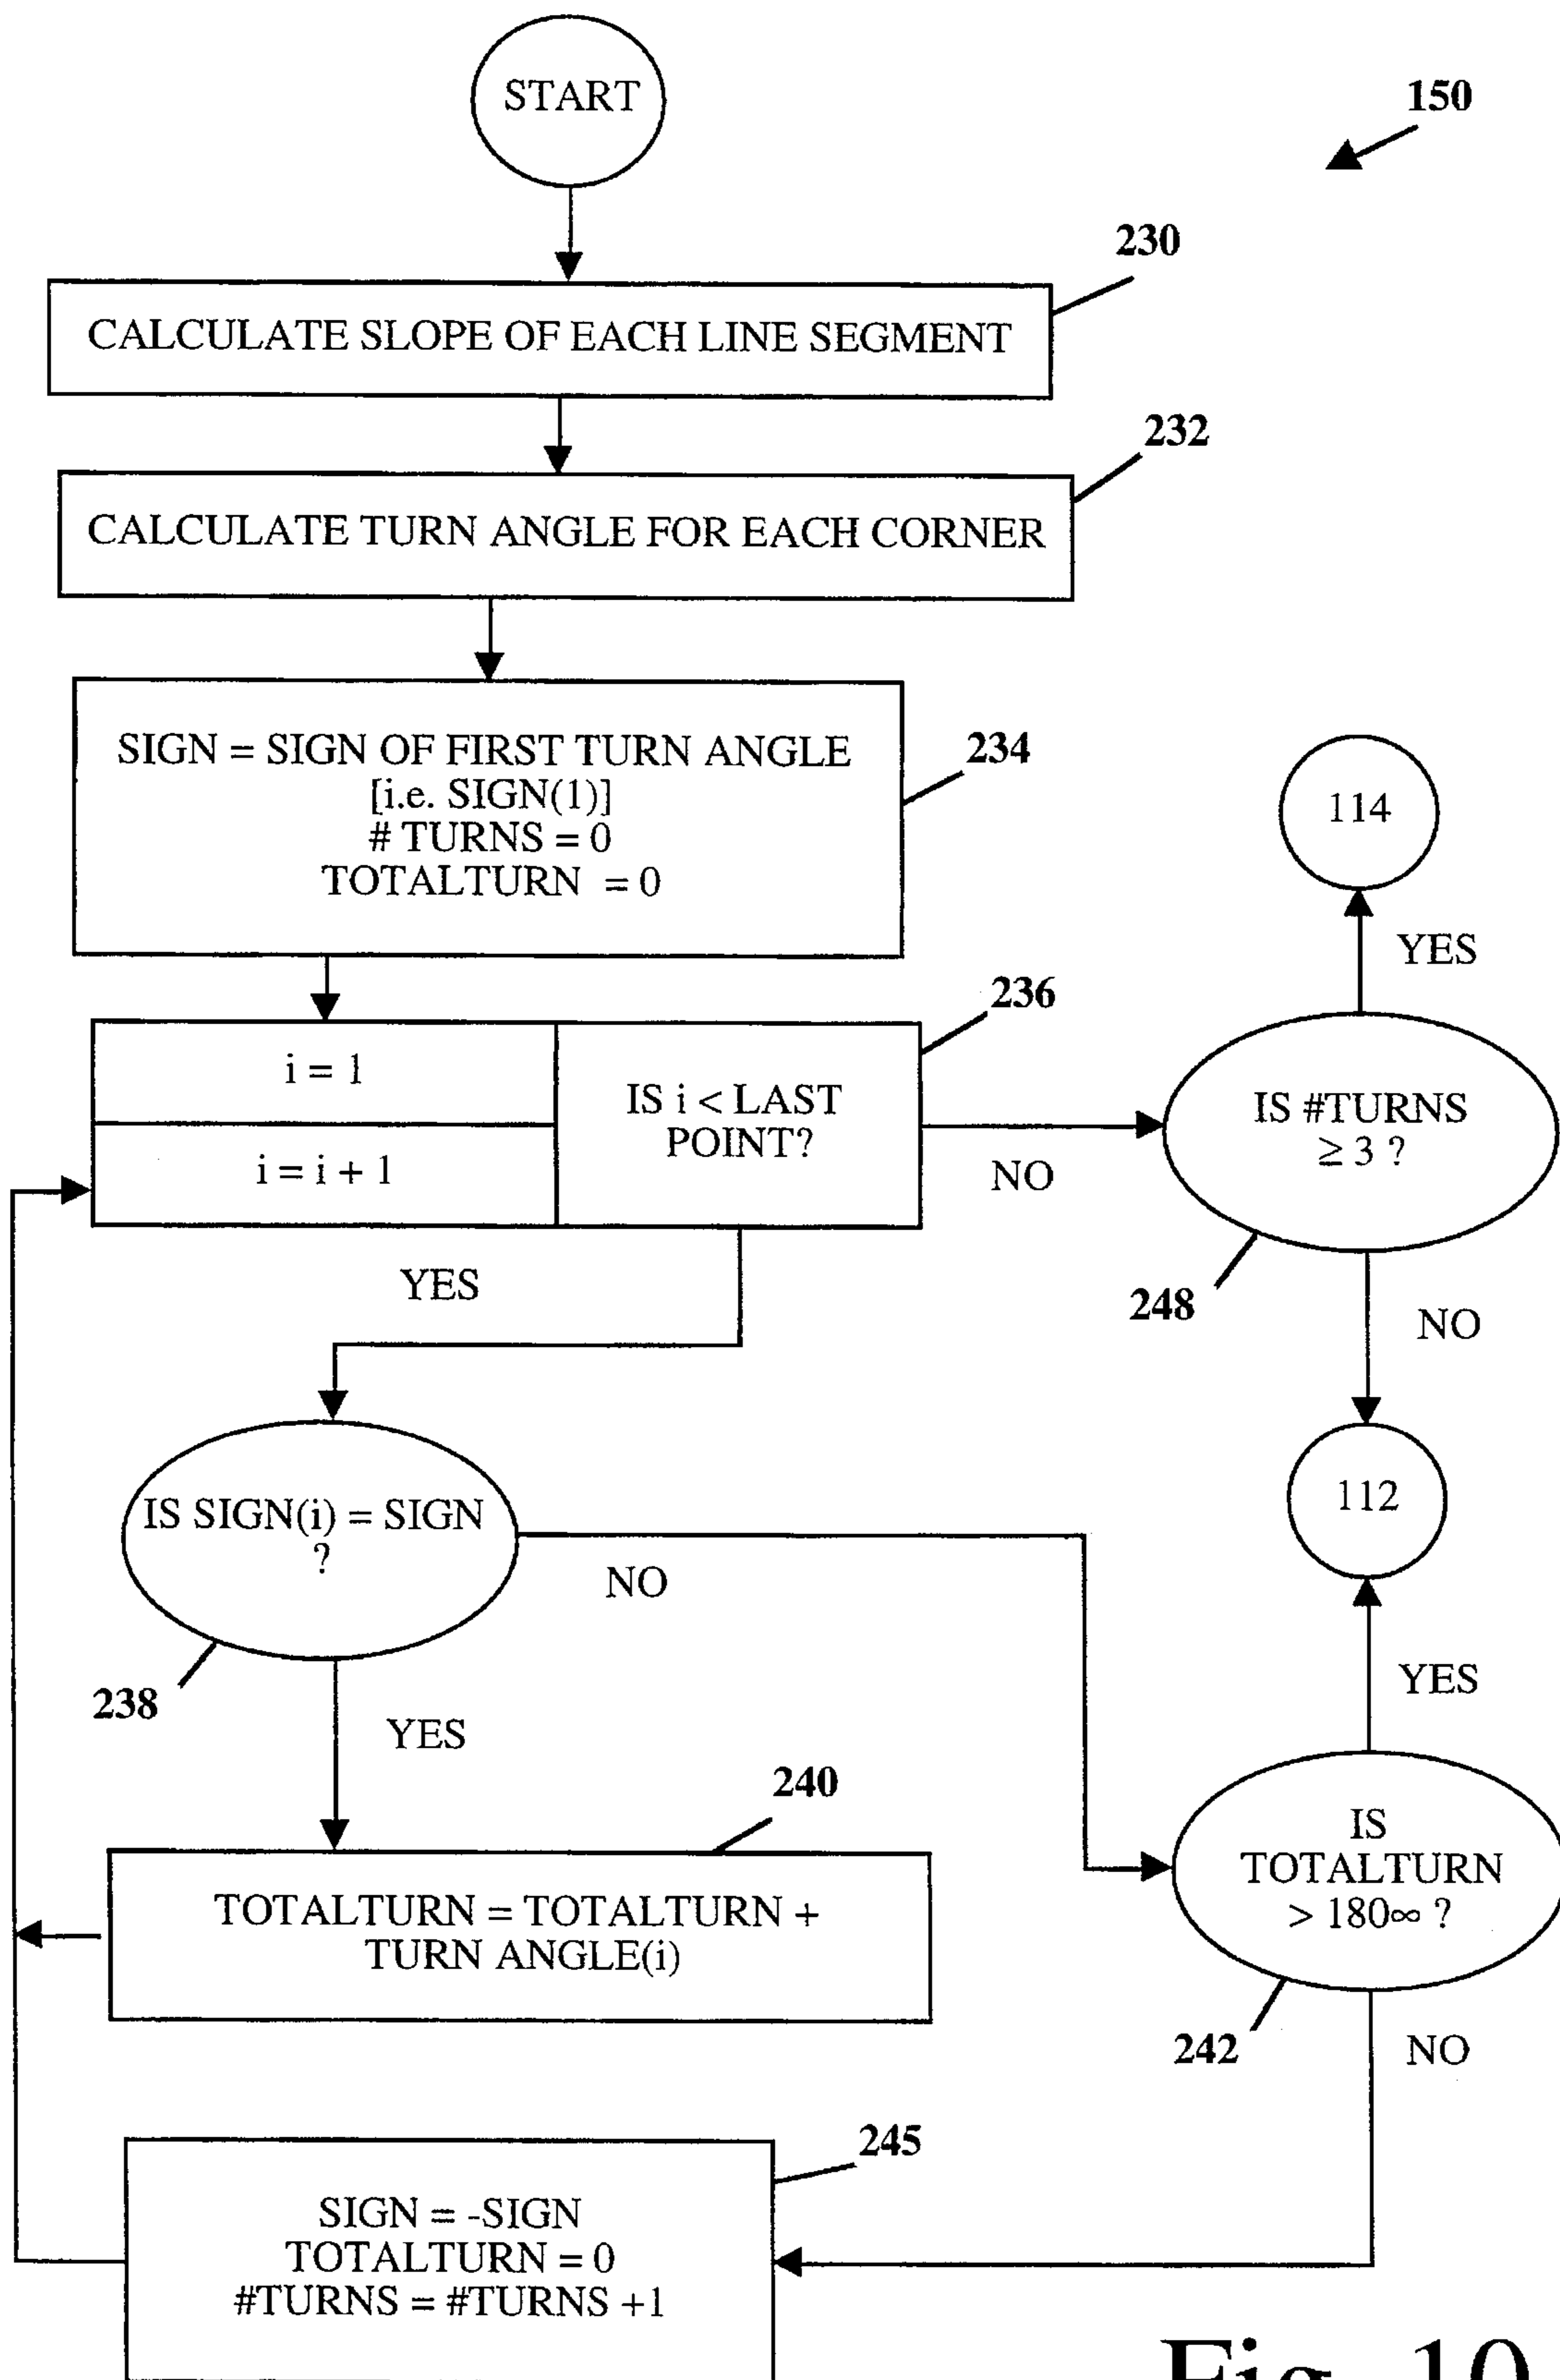 START
150
230
CALCULATE SLOPE OF EACH LINE SEGMENT
232
CALCULATE TURN ANGLE FOR EACH CORNER
SIGN = SIGN OF FIRST TURN ANGLE
[i.e. SIGN(1)]
# TURNS = 0
TOTALTURN = 0
234
114
YES
236
i = 1
i = i + 1
IS i < LAST
POINT?
NO
IS #TURNS
≥ 3 ?
248
NO
YES
112
IS SIGN(i) = SIGN
?
NO
238
YES
YES
240
TOTALTURN = TOTALTURN +
TURN ANGLE(i)
IS
TOTALTURN
> 180∞ ?
242
NO
245
SIGN = -SIGN
TOTALTURN = 0
#TURNS = #TURNS +1
Fig. 10